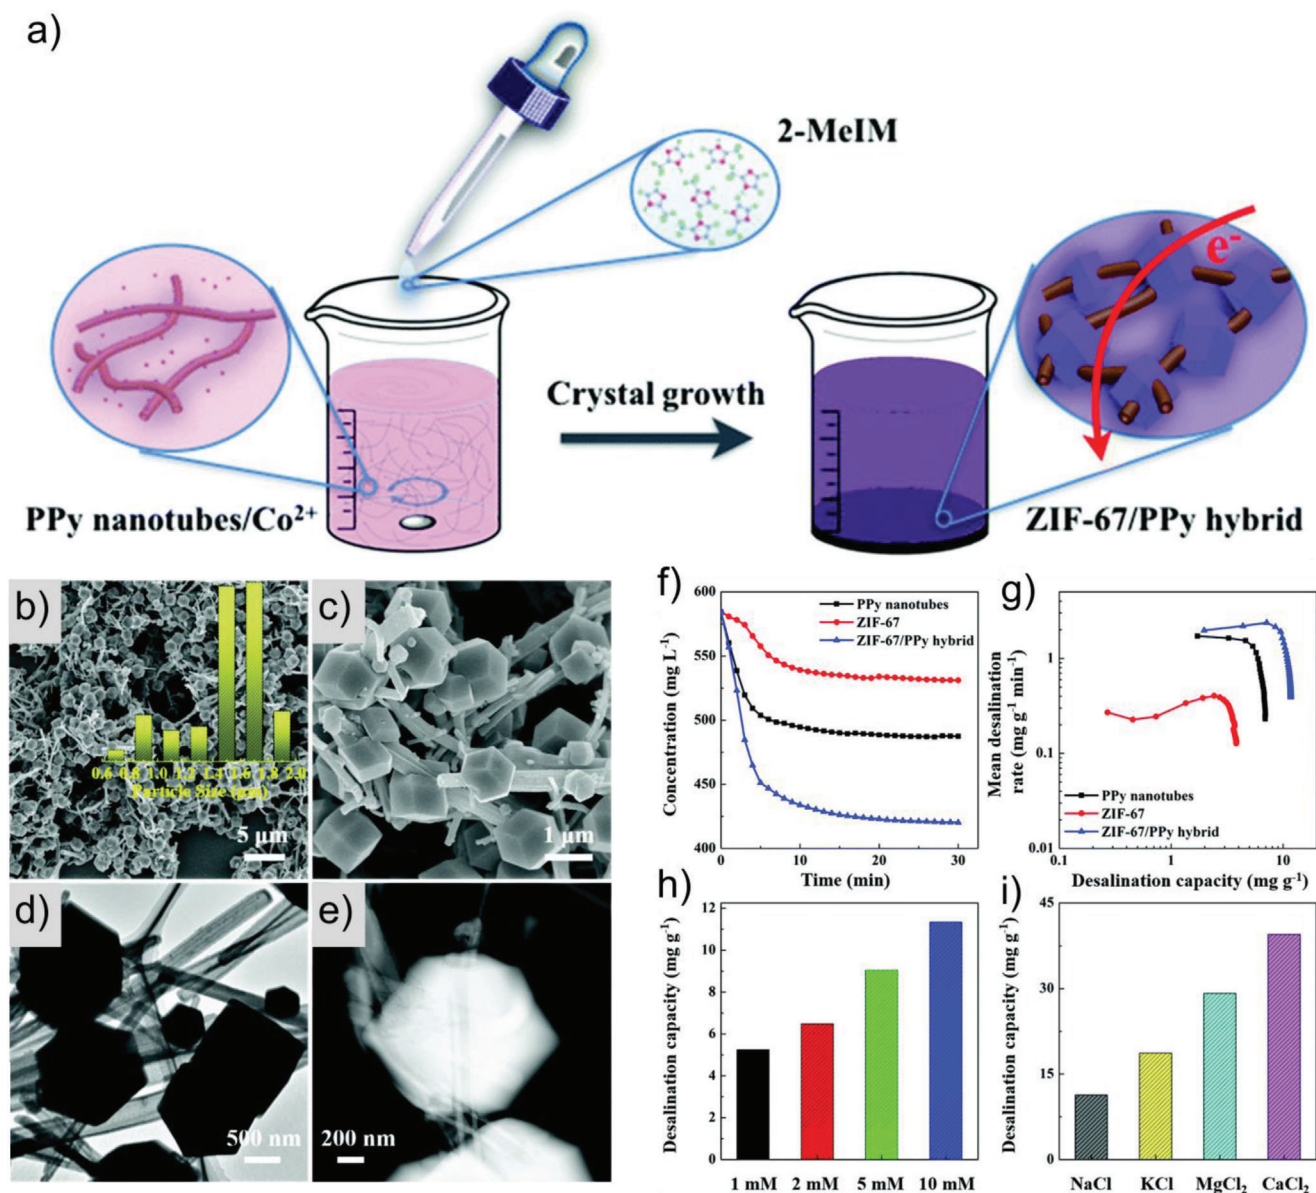 a)
2-MeIM
e⁻
Crystal growth
PPy nanotubes/Co²⁺
ZIF-67/PPy hybrid
b)
0.6 0.8 1.0 1.2 1.4 1.6 1.8 2.0
Particle Size (μm)
5 μm
c)
1 μm
d)
500 nm
e)
200 nm
f)
600
550
500
450
400
Concentration (mg L⁻¹)
PPy nanotubes
ZIF-67
ZIF-67/PPy hybrid
0 10 20 30
Time (min)
g)
1
0.1
0.01
Mean desalination
rate (mg g⁻¹ min⁻¹)
PPy nanotubes
ZIF-67
ZIF-67/PPy hybrid
0.1 1 10
Desalination capacity (mg g⁻¹)
h)
12
10
8
6
4
2
0
Desalination capacity (mg g⁻¹)
1 mM 2 mM 5 mM 10 mM
i)
45
30
15
0
Desalination capacity (mg g⁻¹)
NaCl KCl MgCl₂ CaCl₂